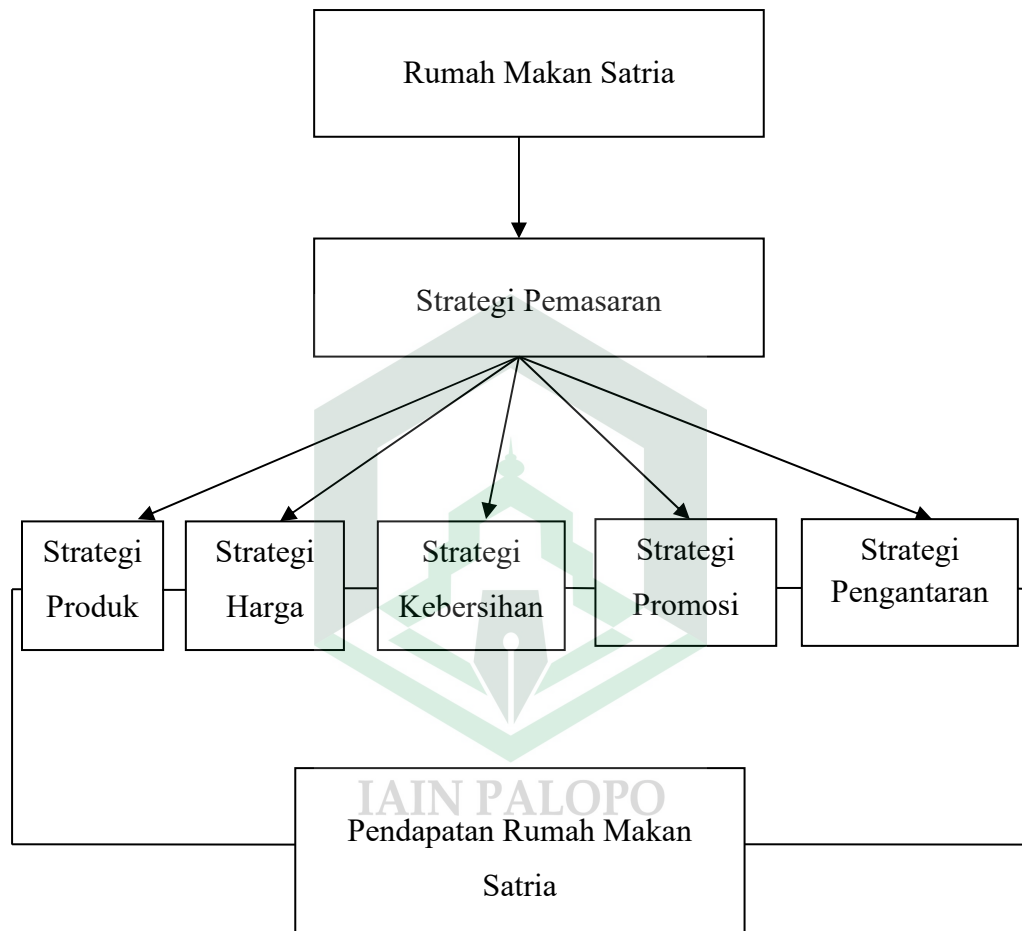 Rumah Makan Satria
Strategi Pemasaran
Strategi
Produk
Strategi
Harga
Strategi
Kebersihan
Strategi
Promosi
Strategi
Pengantaran
IAIN PALOPO
Pendapatan Rumah Makan
Satria